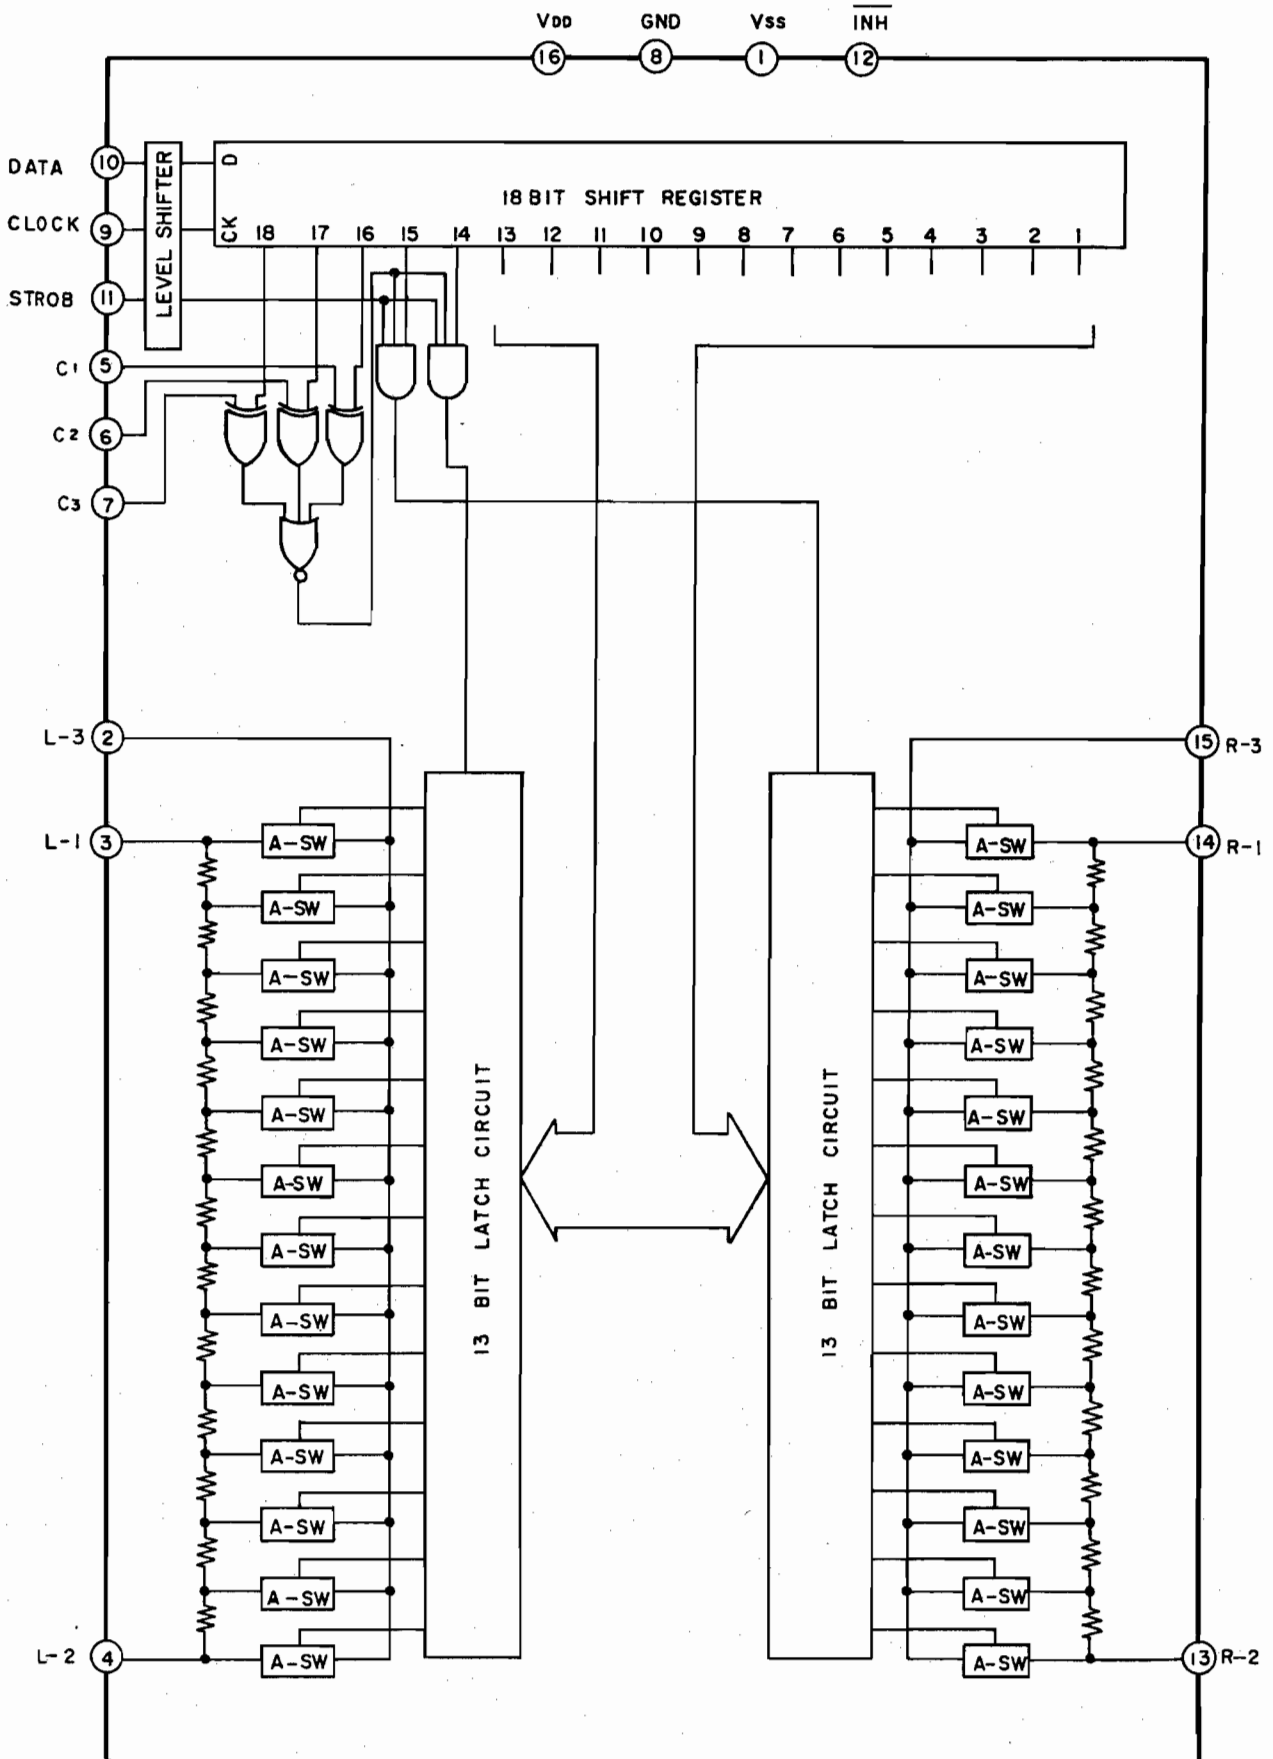 VDD GND VSS INH
16 8 1 12
DATA 10
CLOCK 9
STROB 11
LEVEL SHIFTER
D
CK
18 BIT SHIFT REGISTER
18 17 16 15 14 13 12 11 10 9 8 7 6 5 4 3 2 1
C1 5
C2 6
C3 7
L-3 2
15 R-3
L-1 3
14 R-1
A-SW
A-SW
A-SW
A-SW
A-SW
A-SW
A-SW
A-SW
A-SW
A-SW
A-SW
A-SW
A-SW
13 BIT LATCH CIRCUIT
13 BIT LATCH CIRCUIT
A-SW
A-SW
A-SW
A-SW
A-SW
A-SW
A-SW
A-SW
A-SW
A-SW
A-SW
A-SW
A-SW
L-2 4
13 R-2